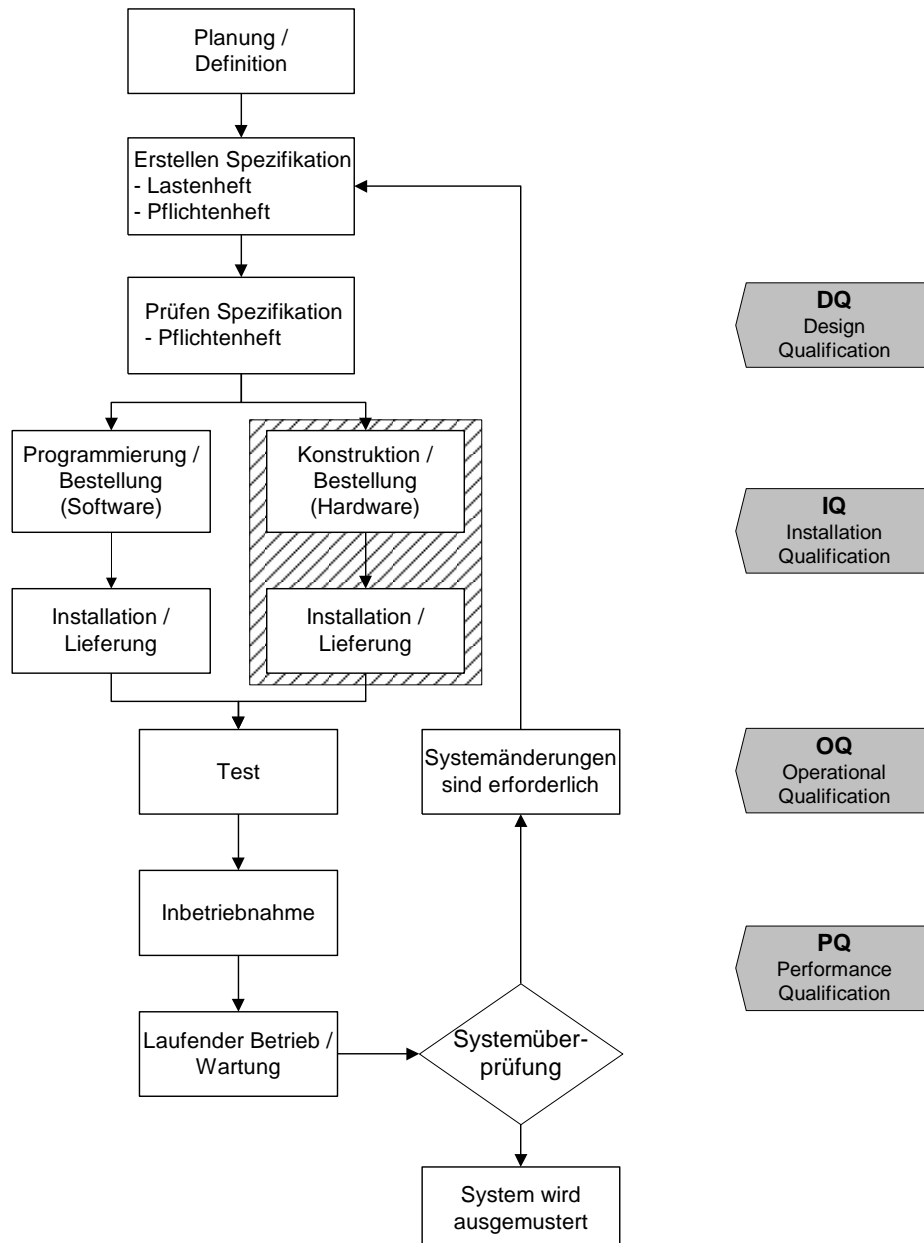 Planung /
Definition
Erstellen Spezifikation
- Lastenheft
- Pflichtenheft
Prüfen Spezifikation
- Pflichtenheft
DQ
Design
Qualification
Programmierung /
Bestellung
(Software)
Konstruktion /
Bestellung
(Hardware)
IQ
Installation
Qualification
Installation /
Lieferung
Installation /
Lieferung
Test
Systemänderungen
sind erforderlich
OQ
Operational
Qualification
Inbetriebnahme
PQ
Performance
Qualification
Laufender Betrieb /
Wartung
Systemüber-
prüfung
System wird
ausgemustert